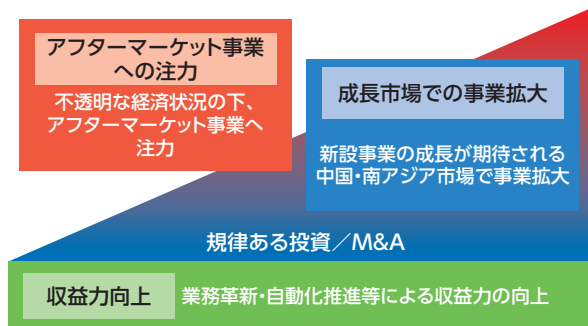 アフターマーケット事業
への注力
不透明な経済状況の下、
アフターマーケット事業へ
注力
成長市場での事業拡大
新設事業の成長が期待される
中国・南アジア市場で事業拡大
規律ある投資／M&A
収益力向上
業務革新・自動化推進等による収益力の向上